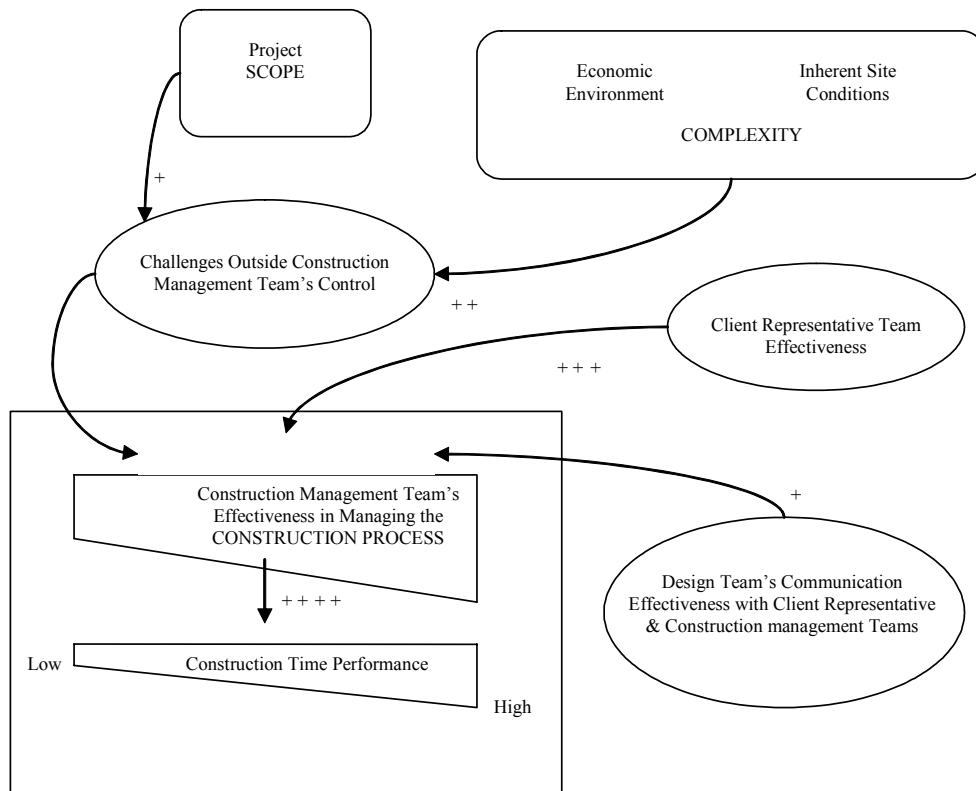 Project
SCOPE
Economic
Environment
Inherent Site
Conditions
COMPLEXITY
+
Challenges Outside Construction
Management Team's Control
+ +
Client Representative Team
Effectiveness
+ + +
Construction Management Team's
Effectiveness in Managing the
CONSTRUCTION PROCESS
+
+ + + +
Design Team's Communication
Effectiveness with Client Representative
& Construction management Teams
Low
Construction Time Performance
High